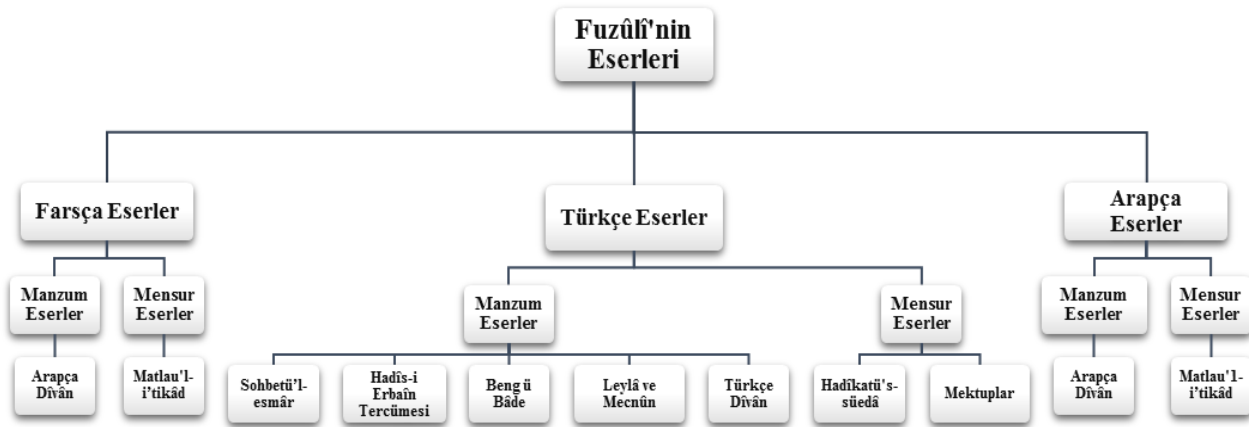 Fuzûlî'nin
Eserleri
Farsça Eserler
Türkçe Eserler
Arapça
Eserler
Manzum
Eserler
Mensur
Eserler
Manzum
Eserler
Mensur
Eserler
Manzum
Eserler
Mensur
Eserler
Arapça
Dîvân
Matlau'l-
i’tikâd
Sohbetü’l-
esmâr
Hadîs-i
Erbaîn
Tercümesi
Beng ü
Bâde
Leylâ ve
Mecnûn
Türkçe
Dîvân
Hadîkatü's-
süedâ
Mektuplar
Arapça
Dîvân
Matlau'l-
i’tikâd